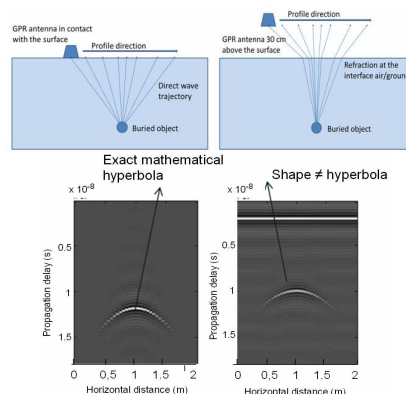 GPR antenna in contact
with the surface
Profile direction
Direct wave
trajectory
Buried object
Profile direction
GPR antenna 30 cm
above the surface
Refraction at the
interface air/ground
Buried object
Exact mathematical
hyperbola
Shape ≠ hyperbola
x 10⁻⁸
0.5
1
1.5
Propagation delay (s)
0 0,5 1 1.5 2
Horizontal distance (m)
x 10⁻⁸
0.5
1
1.5
Propagation delay (s)
0 0,5 1 1.5 2
Horizontal distance (m)